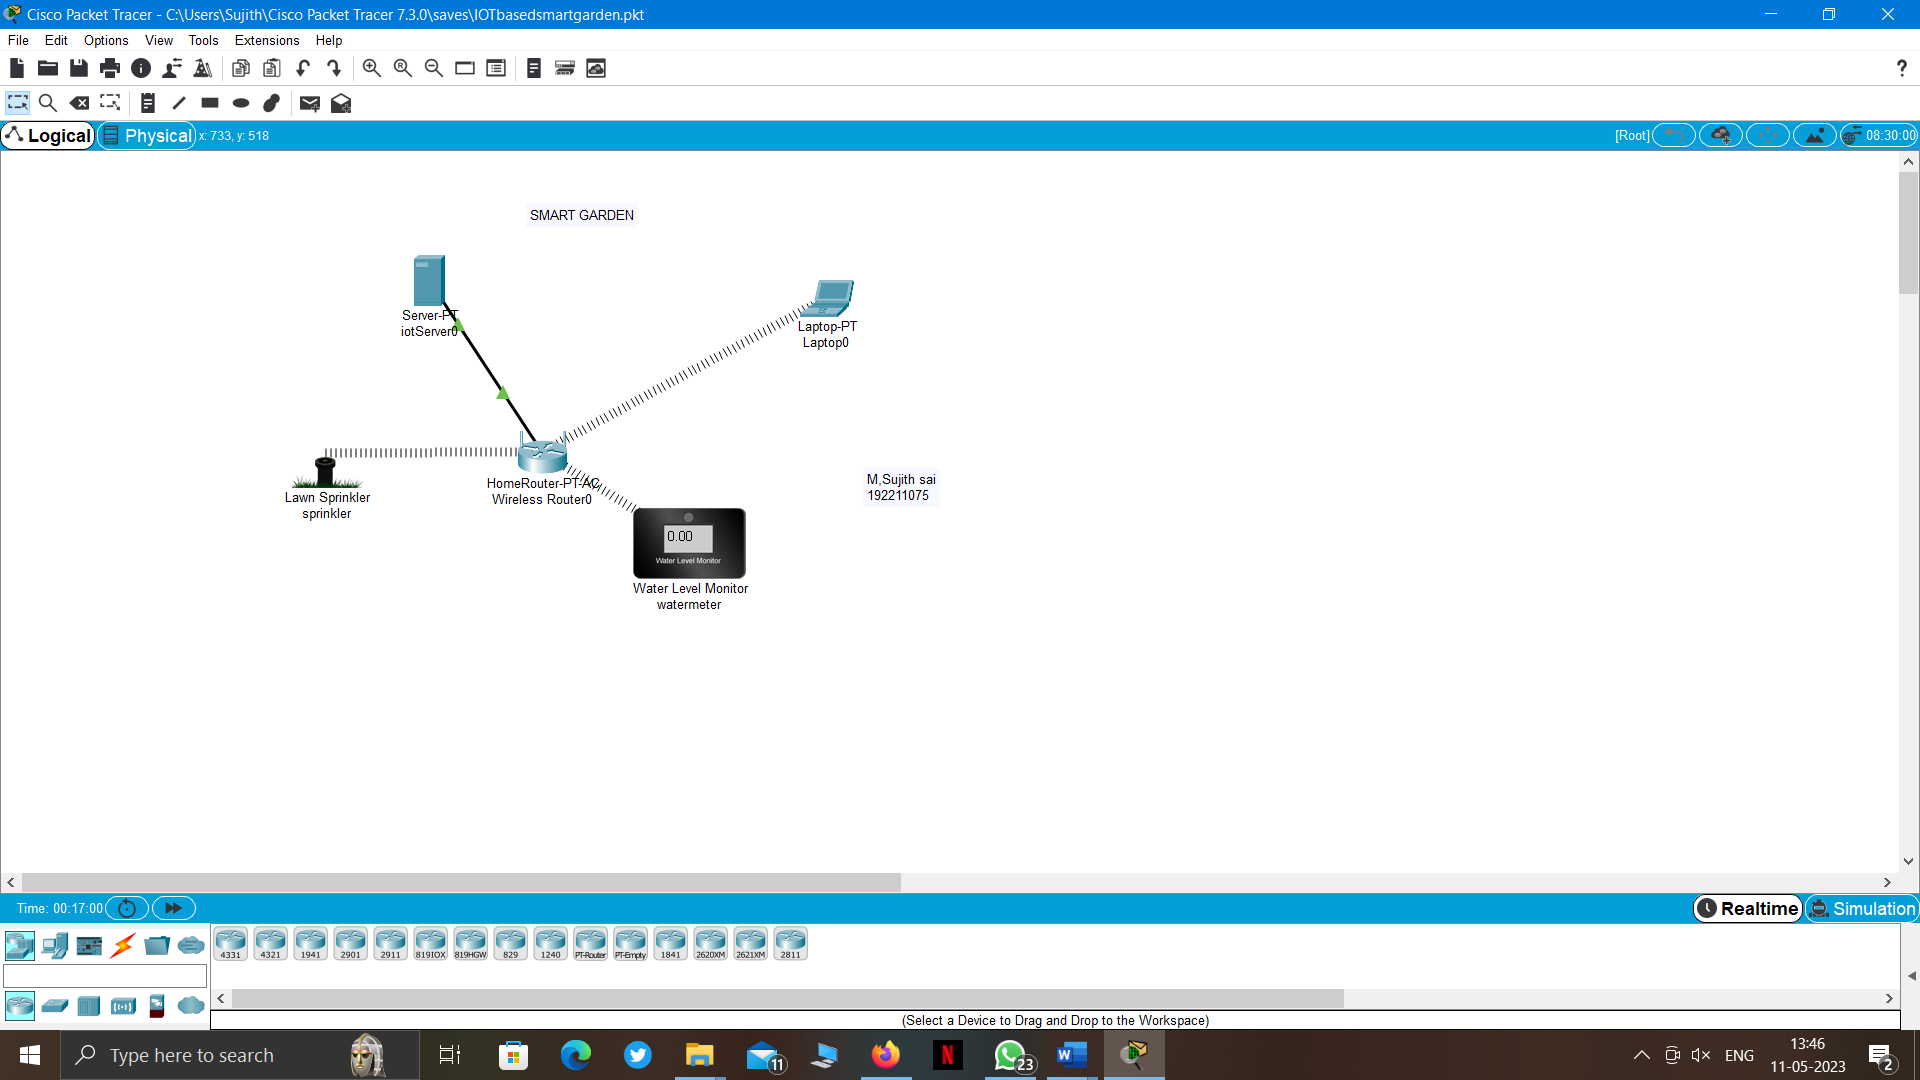 Cisco Packet Tracer - C:\Users\Sujith\Cisco Packet Tracer 7.3.0\saves\IOTbasedsmartgarden.pkt
File Edit Options View Tools Extensions Help
?
Logical Physical x: 733, y: 518 [Root] 08:30:00
SMART GARDEN
Server-PT
iotServer0
Laptop-PT
Laptop0
Lawn Sprinkler
sprinkler
HomeRouter-PT-AC
Wireless Router0
M,Sujith sai
192211075
0.00
Water Level Monitor
Water Level Monitor
watermeter
Time: 00:17:00 Realtime Simulation
4331 4321 1941 2901 2911 819IOX 819HGW 829 1240 PT-Router PT-Empty 1841 2620XM 2621XM 2811
(Select a Device to Drag and Drop to the Workspace)
Type here to search 11 N 23 W ENG 13:46
11-05-2023 2